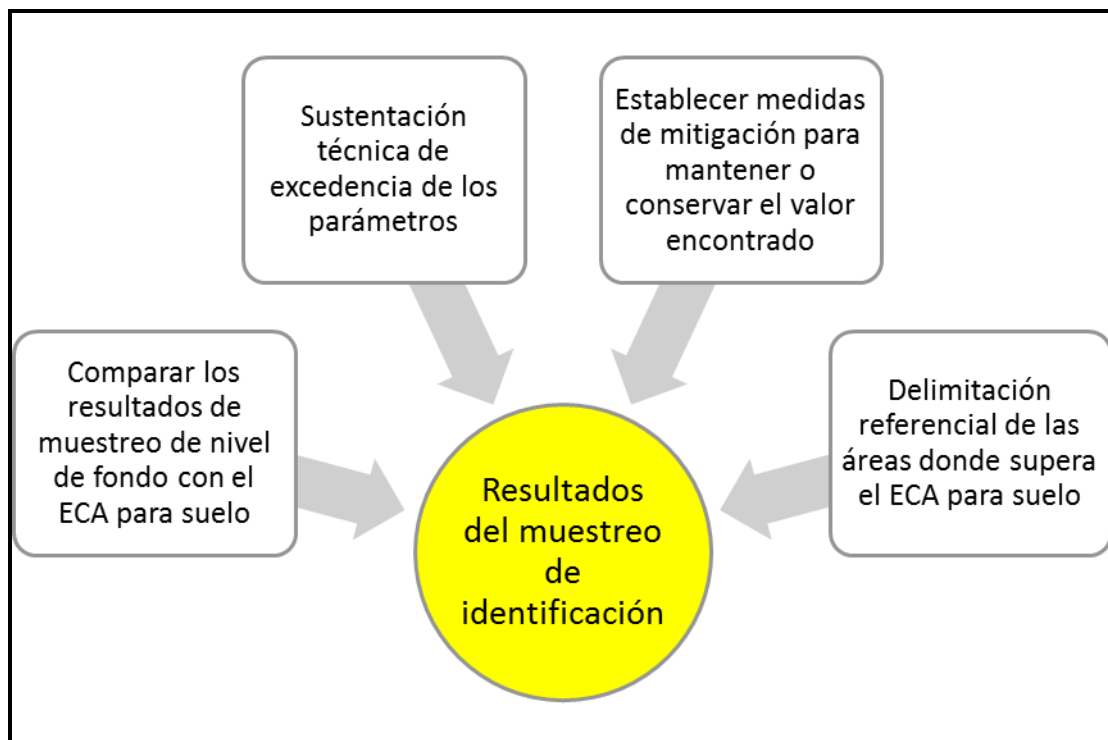 Sustentación
técnica de
excedencia de los
parámetros
Establecer medidas
de mitigación para
mantener o
conservar el valor
encontrado
Comparar los
resultados de
muestreo de nivel
de fondo con el
ECA para suelo
Delimitación
referencial de las
áreas donde supera
el ECA para suelo
Resultados
del muestreo
de
identificación